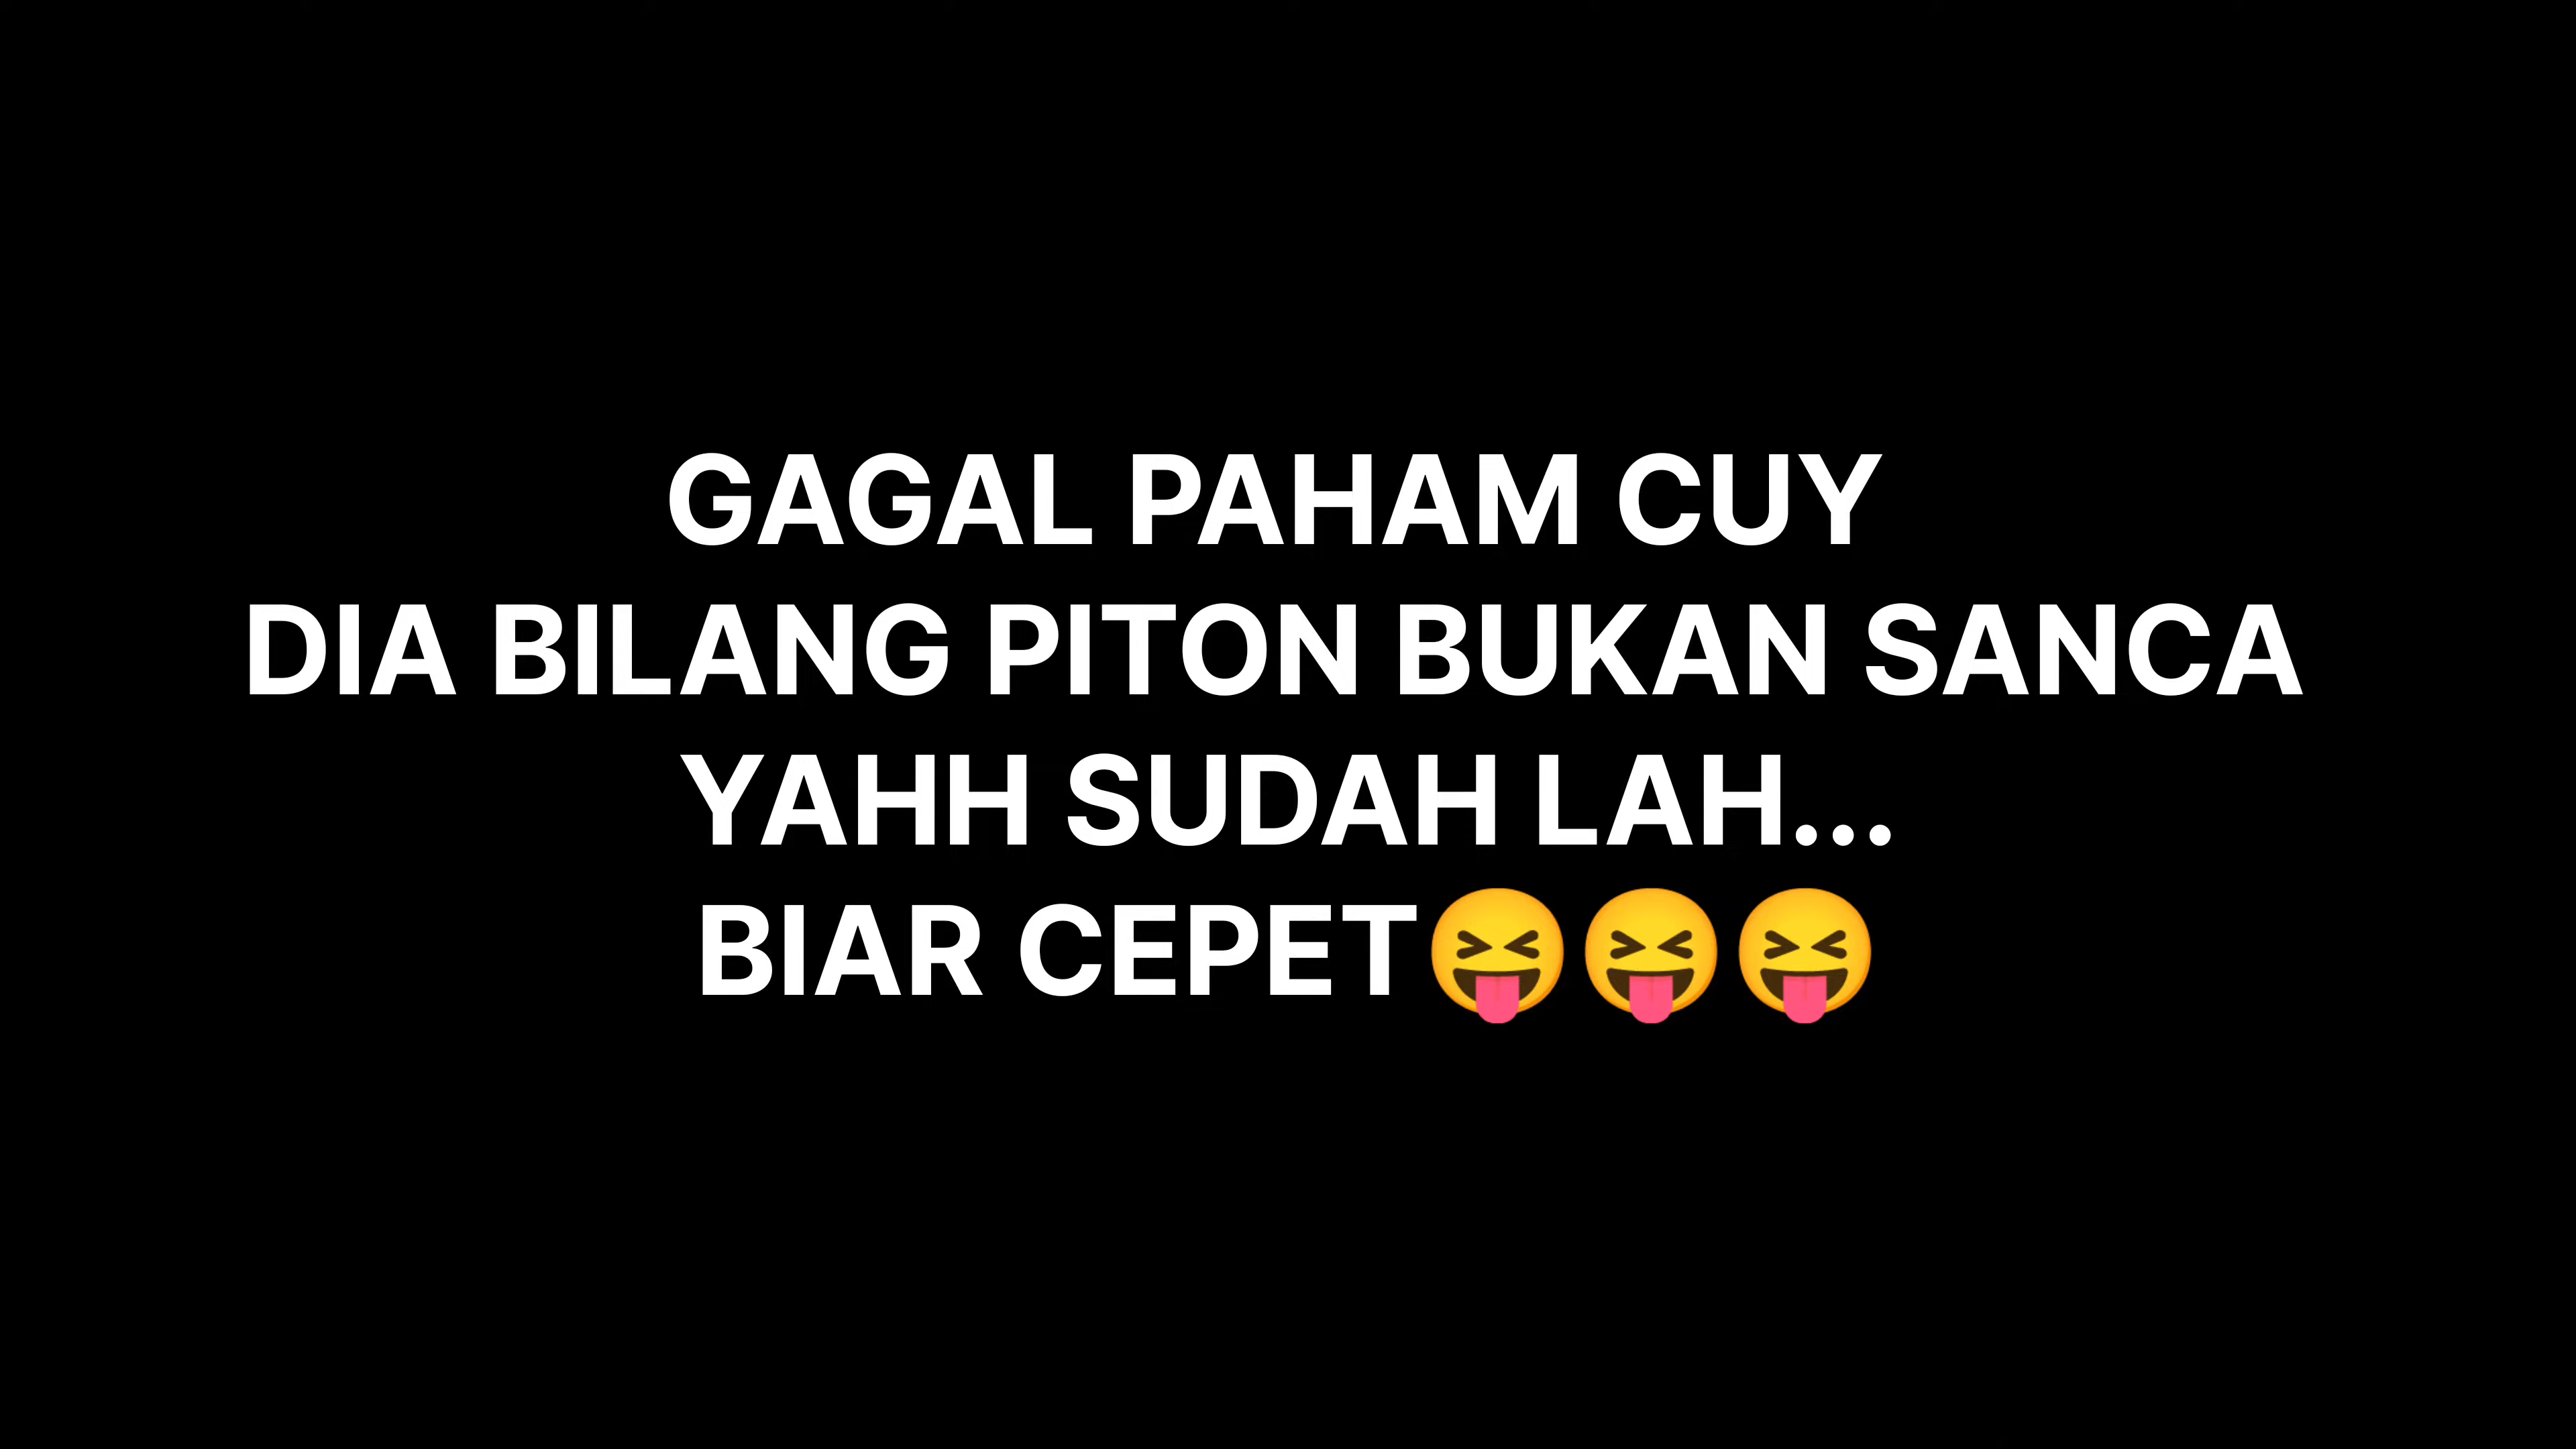 GAGAL PAHAM CUY
DIA BILANG PITON BUKAN SANCA
YAHH SUDAH LAH...
BIAR CEPET😝😝😝